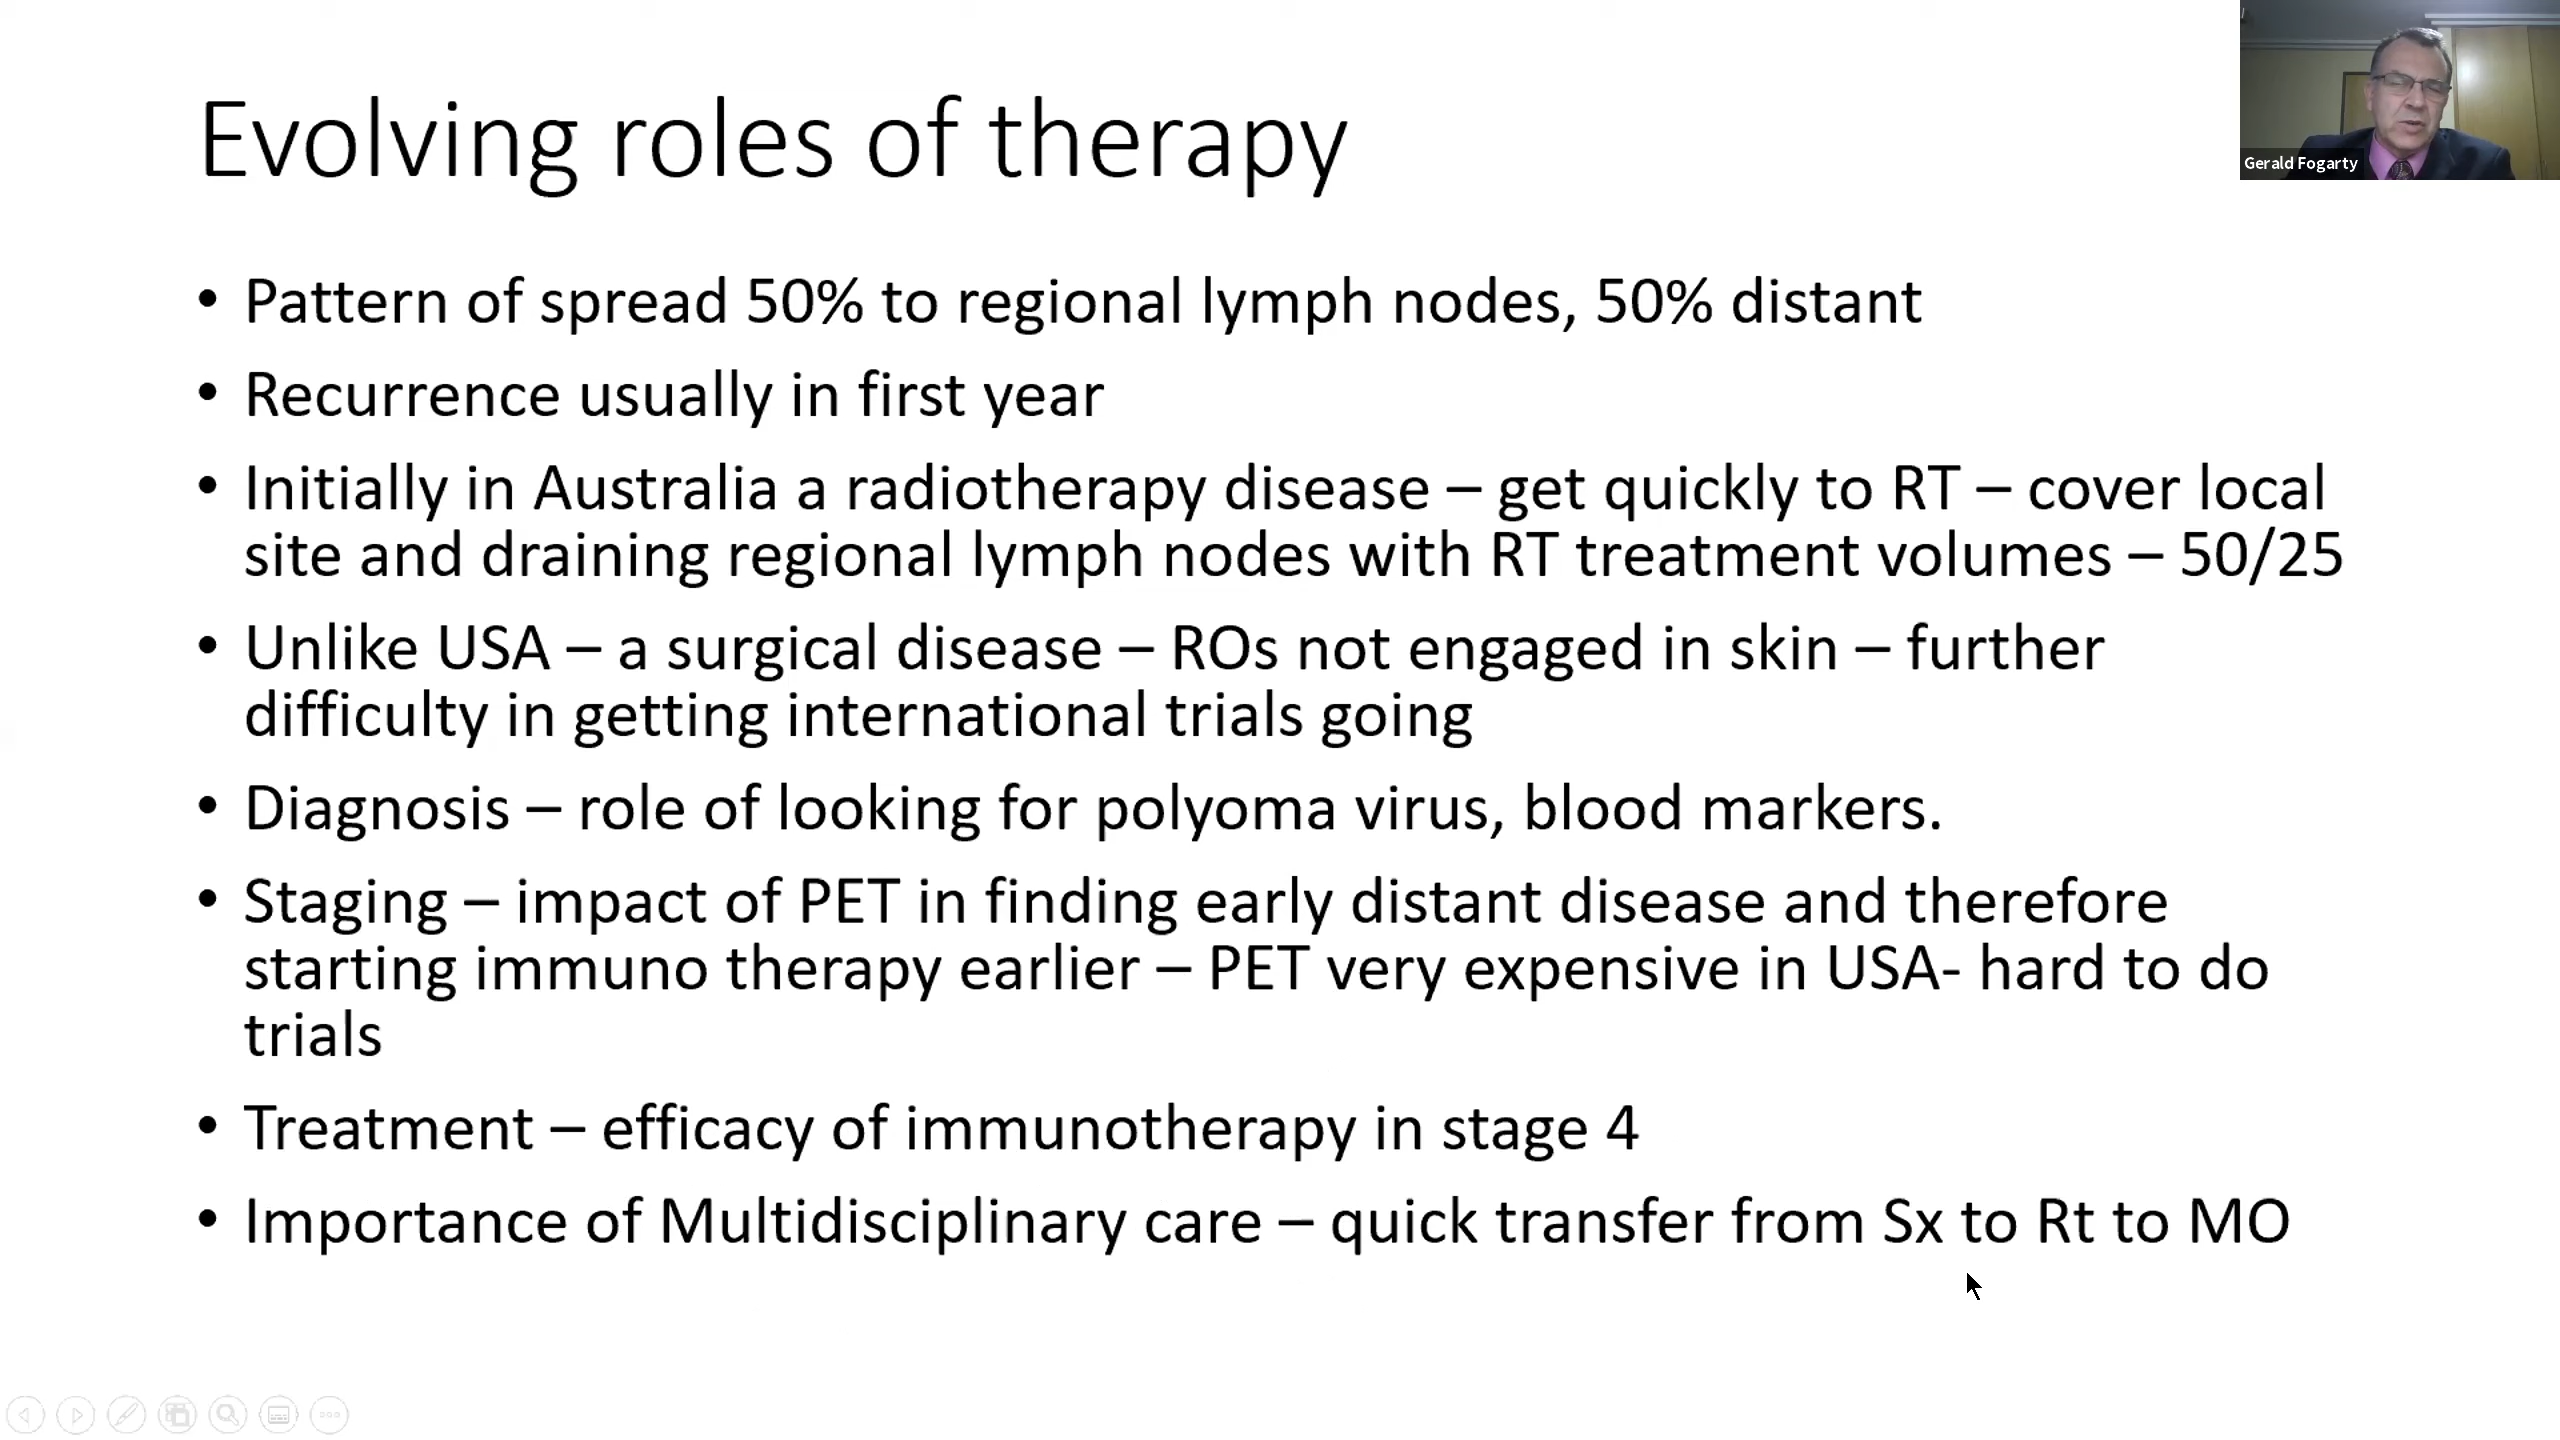 Evolving roles of therapy
Gerald Fogarty
• Pattern of spread 50% to regional lymph nodes, 50% distant
• Recurrence usually in first year
• Initially in Australia a radiotherapy disease – get quickly to RT – cover local
site and draining regional lymph nodes with RT treatment volumes – 50/25
• Unlike USA – a surgical disease – ROs not engaged in skin – further
difficulty in getting international trials going
• Diagnosis – role of looking for polyoma virus, blood markers.
• Staging – impact of PET in finding early distant disease and therefore
starting immuno therapy earlier – PET very expensive in USA- hard to do
trials
• Treatment – efficacy of immunotherapy in stage 4
• Importance of Multidisciplinary care – quick transfer from Sx to Rt to MO